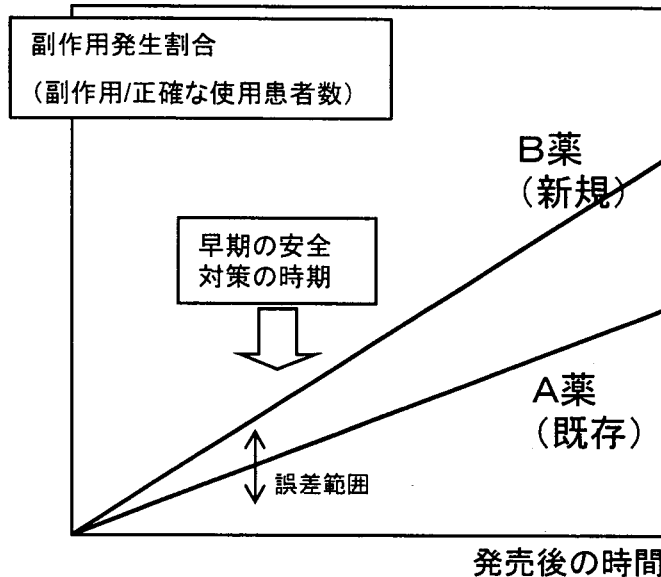 副作用発生割合
（副作用/正確な使用患者数）
B薬
（新規）
早期の安全
対策の時期
A薬
（既存）
誤差範囲
発売後の時間